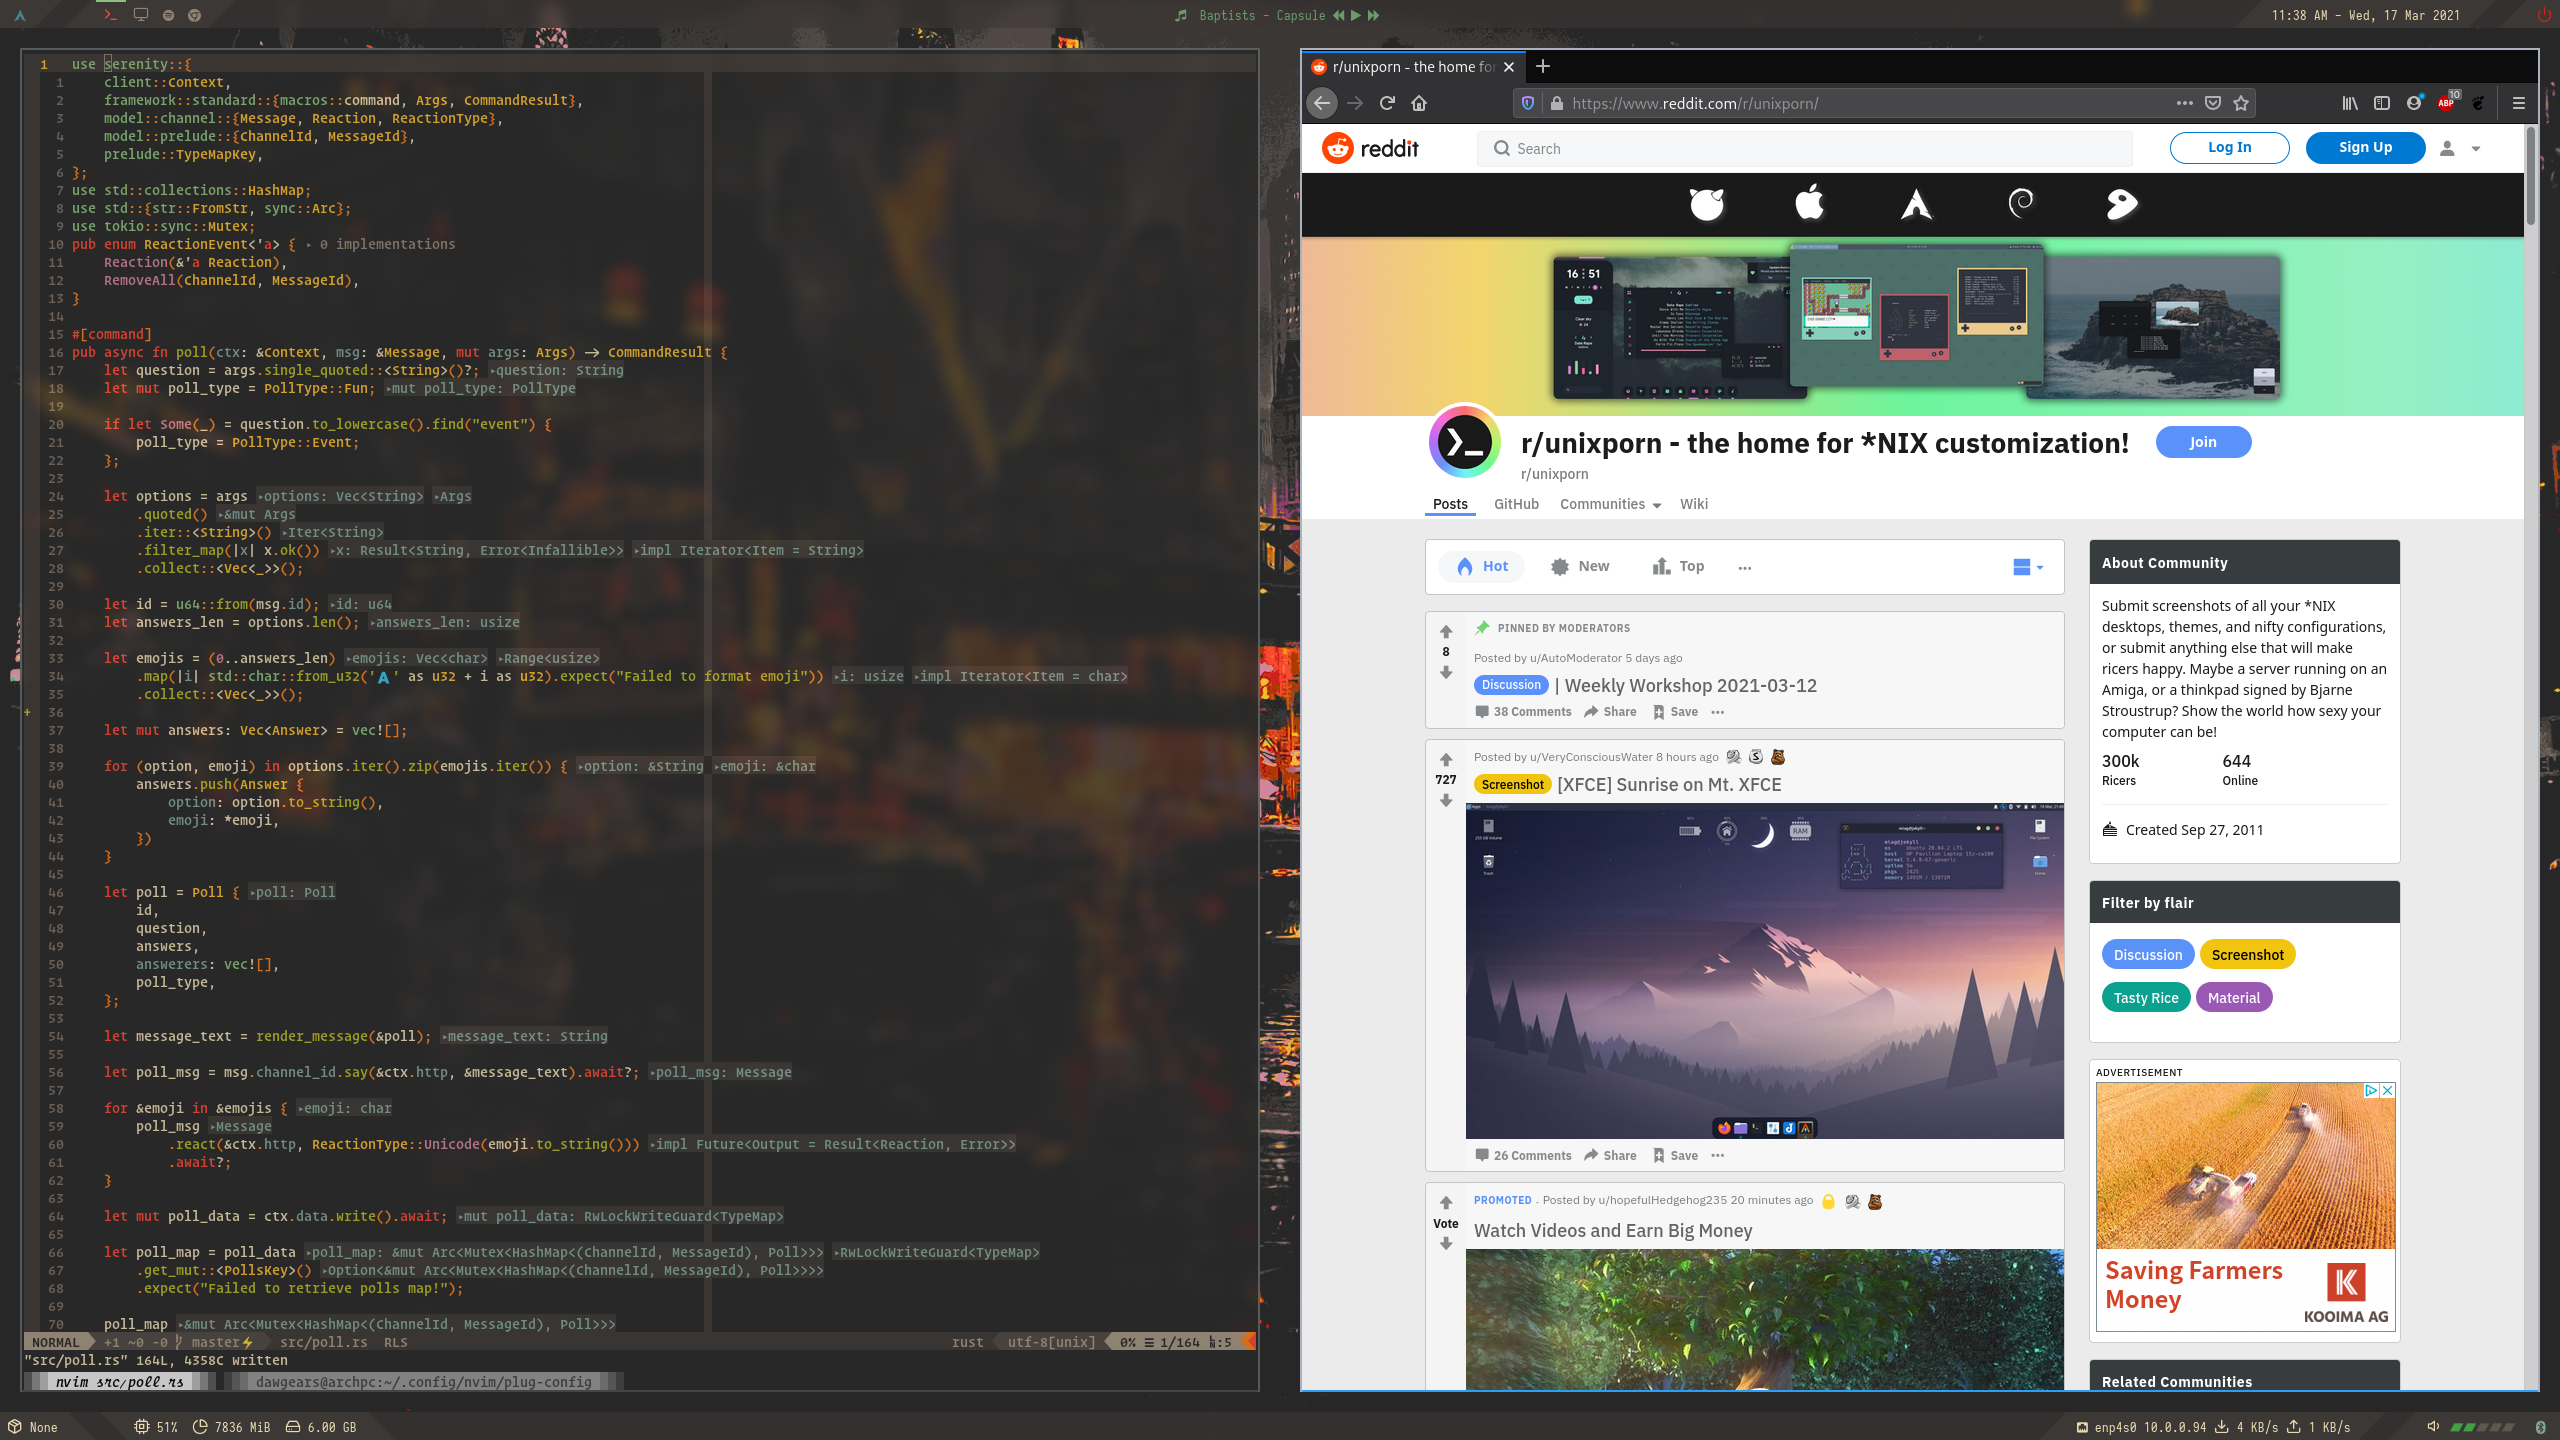 Baptists - Capsule
11:38 AM - Wed, 17 Mar 2021
1 use serenity::{
1 client::Context,
2 framework::standard::{macros::command, Args, CommandResult},
3 model::channel::{Message, Reaction, ReactionType},
4 model::prelude::{ChannelId, MessageId},
5 prelude::TypeMapKey,
6 };
7 use std::collections::HashMap;
8 use std::{str::FromStr, sync::Arc};
9 use tokio::sync::Mutex;
10 pub enum ReactionEvent<'a> { ▸ 0 implementations
11 Reaction(&'a Reaction),
12 RemoveAll(ChannelId, MessageId),
13 }
14
15 #[command]
16 pub async fn poll(ctx: &Context, msg: &Message, mut args: Args) -> CommandResult {
17 let question = args.single_quoted::<String>()?; ▸question: String
18 let mut poll_type = PollType::Fun; ▸mut poll_type: PollType
19
20 if let Some(_) = question.to_lowercase().find("event") {
21 poll_type = PollType::Event;
22 };
23
24 let options = args ▸options: Vec<String> ▸Args
25 .quoted() ▸&mut Args
26 .iter::<String>() ▸Iter<String>
27 .filter_map(|x| x.ok()) ▸x: Result<String, Error<Infallible>> ▸impl Iterator<Item = String>
28 .collect::<Vec<_>>();
29
30 let id = u64::from(msg.id); ▸id: u64
31 let answers_len = options.len(); ▸answers_len: usize
32
33 let emojis = (0..answers_len) ▸emojis: Vec<char> ▸Range<usize>
34 .map(|i| std::char::from_u32('🇦' as u32 + i as u32).expect("Failed to format emoji")) ▸i: usize ▸impl Iterator<Item = char>
35 .collect::<Vec<_>>();
+ 36
37 let mut answers: Vec<Answer> = vec![];
38
39 for (option, emoji) in options.iter().zip(emojis.iter()) { ▸option: &String ▸emoji: &char
40 answers.push(Answer {
41 option: option.to_string(),
42 emoji: *emoji,
43 })
44 }
45
46 let poll = Poll { ▸poll: Poll
47 id,
48 question,
49 answers,
50 answerers: vec![],
51 poll_type,
52 };
53
54 let message_text = render_message(&poll); ▸message_text: String
55
56 let poll_msg = msg.channel_id.say(&ctx.http, &message_text).await?; ▸poll_msg: Message
57
58 for &emoji in &emojis { ▸emoji: char
59 poll_msg ▸Message
60 .react(&ctx.http, ReactionType::Unicode(emoji.to_string())) ▸impl Future<Output = Result<Reaction, Error>>
61 .await?;
62 }
63
64 let mut poll_data = ctx.data.write().await; ▸mut poll_data: RwLockWriteGuard<TypeMap>
65
66 let poll_map = poll_data ▸poll_map: &mut Arc<Mutex<HashMap<(ChannelId, MessageId), Poll>>> ▸RwLockWriteGuard<TypeMap>
67 .get_mut::<PollsKey>() ▸Option<&mut Arc<Mutex<HashMap<(ChannelId, MessageId), Poll>>>>
68 .expect("Failed to retrieve polls map!");
69
70 poll_map ▸&mut Arc<Mutex<HashMap<(ChannelId, MessageId), Poll>>>
NORMAL +1 ~0 -0 master⚡ src/poll.rs RLS rust utf-8[unix] 0% ☰ 1/164 :5
"src/poll.rs" 164L, 4358C written
nvim src/poll.rs dawgears@archpc:~/.config/nvim/plug-config
r/unixporn - the home for
https://www.reddit.com/r/unixporn/
ABP 10
reddit Search Log In Sign Up
16 51
r/unixporn - the home for *NIX customization! Join
r/unixporn
Posts GitHub Communities Wiki
Hot New Top ...
PINNED BY MODERATORS
8
Posted by u/AutoModerator 5 days ago
Discussion | Weekly Workshop 2021-03-12
38 Comments Share Save ...
Posted by u/VeryConsciousWater 8 hours ago
727
Screenshot [XFCE] Sunrise on Mt. XFCE
RAM
26 Comments Share Save ...
PROMOTED . Posted by u/hopefulHedgehog235 20 minutes ago
Vote
Watch Videos and Earn Big Money
About Community
Submit screenshots of all your *NIX
desktops, themes, and nifty configurations,
or submit anything else that will make
ricers happy. Maybe a server running on an
Amiga, or a thinkpad signed by Bjarne
Stroustrup? Show the world how sexy your
computer can be!
300k 644
Ricers Online
Created Sep 27, 2011
Filter by flair
Discussion Screenshot
Tasty Rice Material
ADVERTISEMENT
Saving Farmers
Money
KOOIMA AG
Related Communities
None 51% 7836 MiB 6.00 GB
enp4s0 10.0.0.94 4 KB/s 1 KB/s